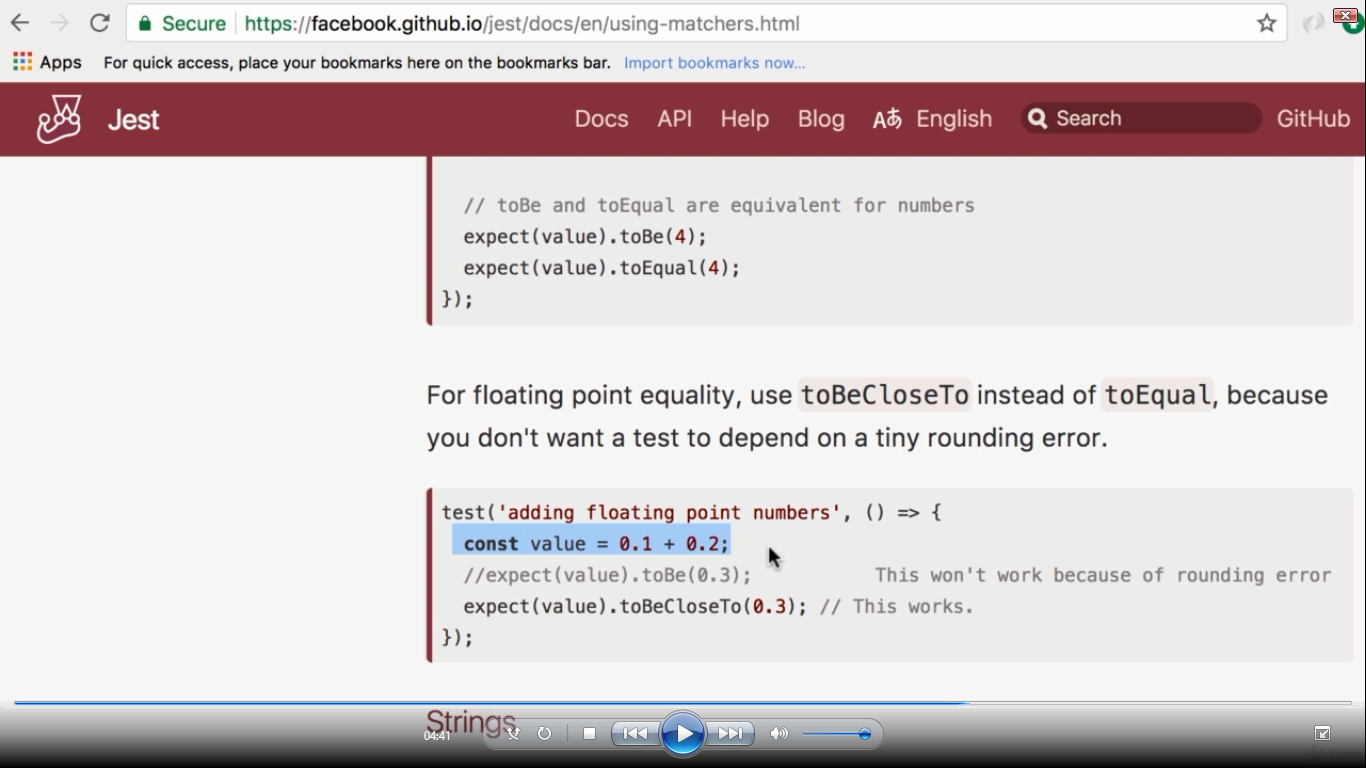 Secure https://facebook.github.io/jest/docs/en/using-matchers.html
Apps For quick access, place your bookmarks here on the bookmarks bar. Import bookmarks now...
Jest Docs API Help Blog Aあ English Search GitHub
// toBe and toEqual are equivalent for numbers
expect(value).toBe(4);
expect(value).toEqual(4);
});
For floating point equality, use toBeCloseTo instead of toEqual, because
you don't want a test to depend on a tiny rounding error.
test('adding floating point numbers', () => {
const value = 0.1 + 0.2;
//expect(value).toBe(0.3); This won't work because of rounding error
expect(value).toBeCloseTo(0.3); // This works.
});
Strings
04:41